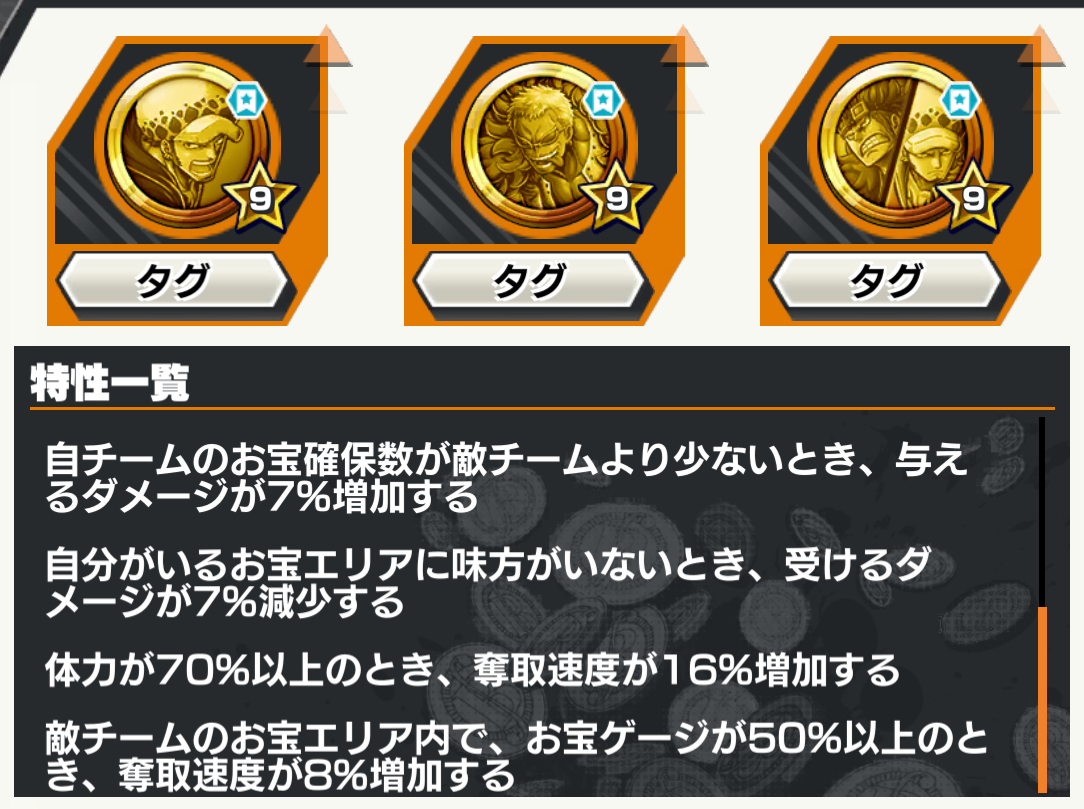 9
9
9
タグ
タグ
タグ
特性一覧
自チームのお宝確保数が敵チームより少ないとき、与え
るダメージが7%増加する
自分がいるお宝エリアに味方がいないとき、受けるダ
メージが7%減少する
体力が70%以上のとき、奪取速度が16%増加する
敵チームのお宝エリア内で、お宝ゲージが50%以上のと
き、奪取速度が8%増加する